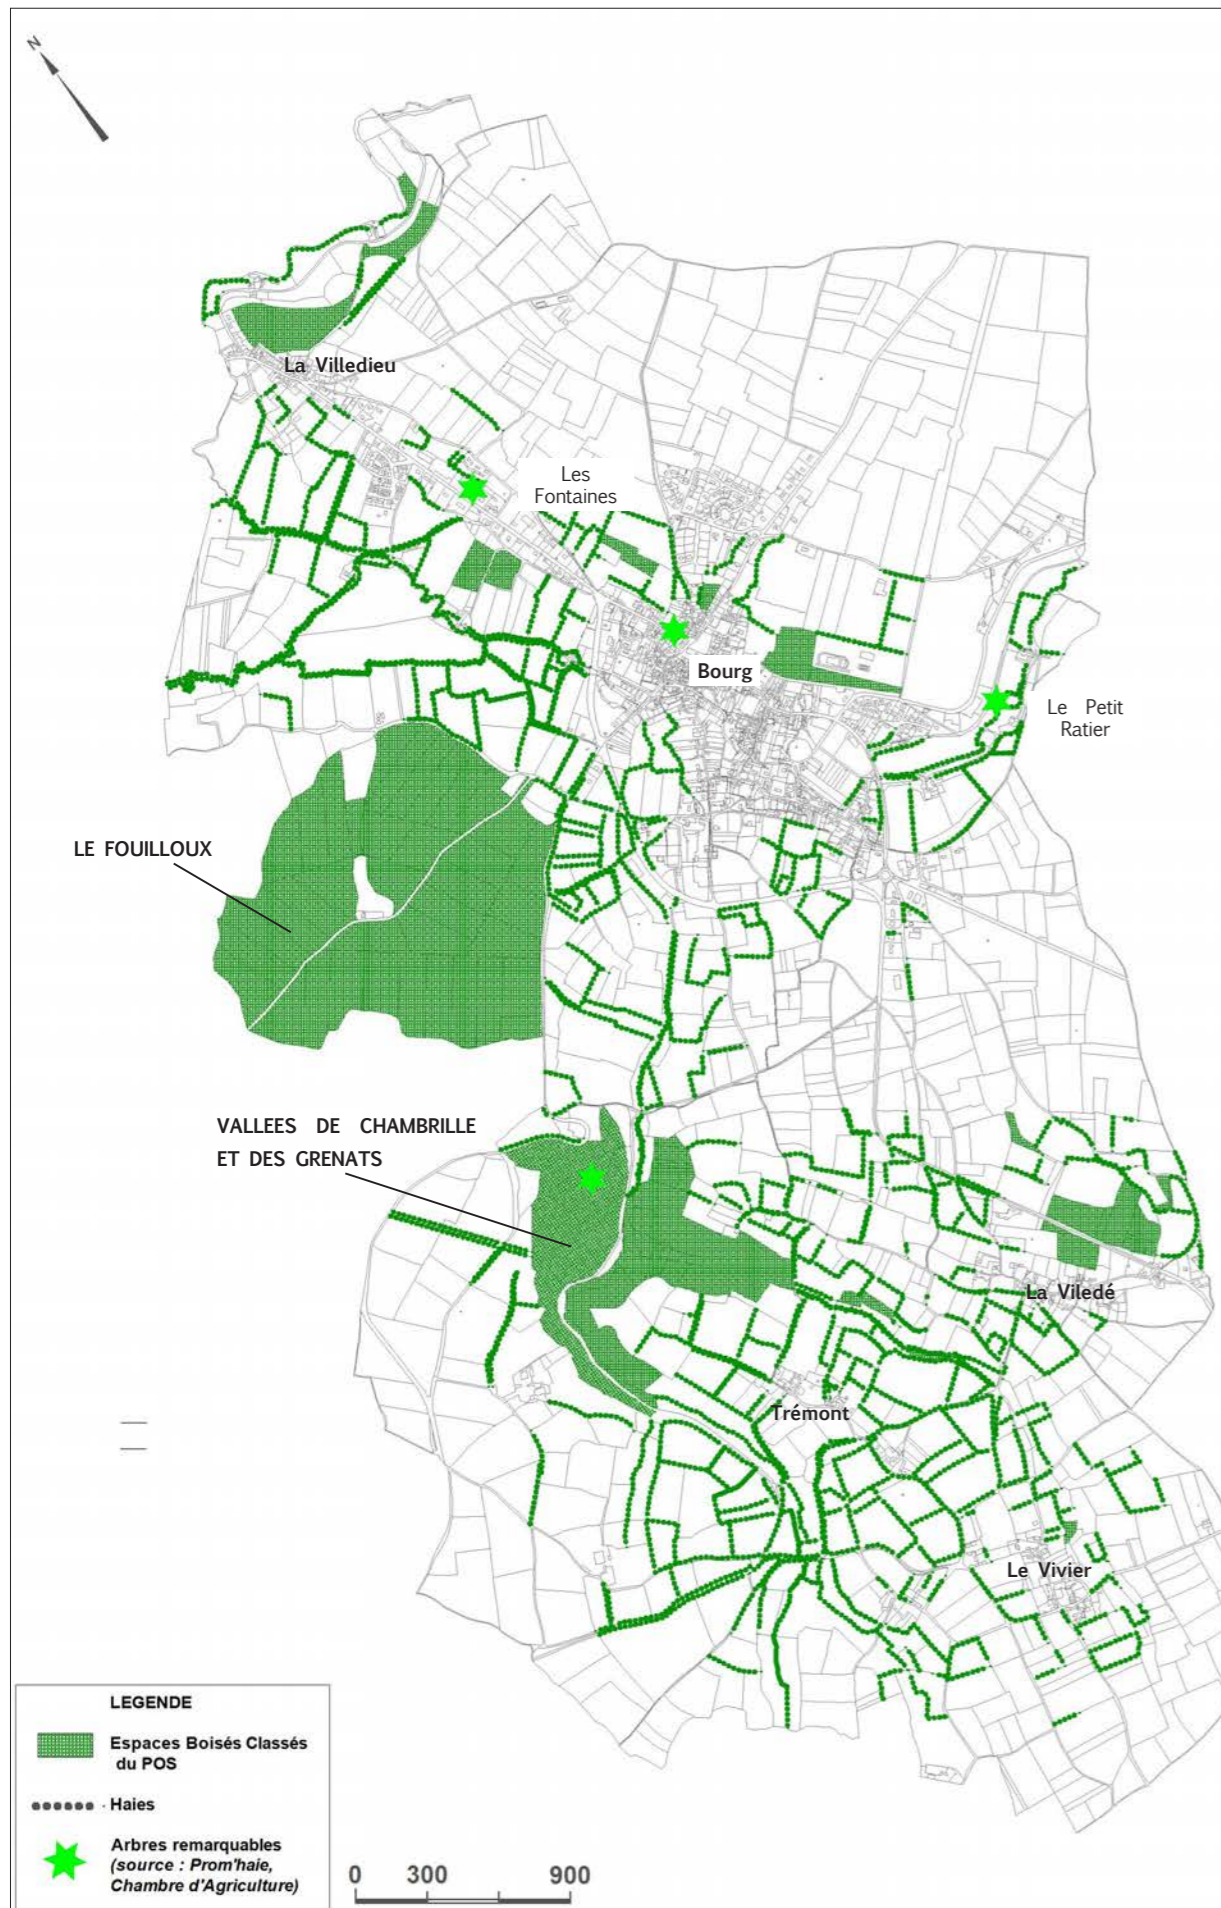 N
La Villedieu
Les
Fontaines
Bourg
Le Petit
Ratier
LE FOUILLOUX
VALLEES DE CHAMBRILLE
ET DES GRENATS
La Viledé
Trémont
Le Vivier
LEGENDE
Espaces Boisés Classés
du POS
Haies
Arbres remarquables
(source : Prom'haie,
Chambre d'Agriculture)
0 300 900